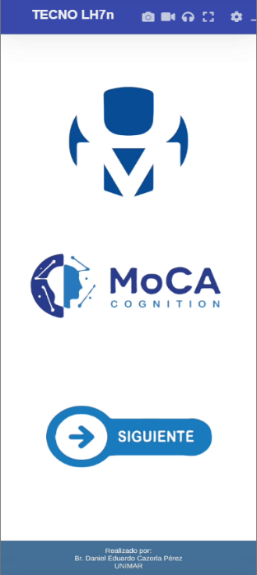 TECNO LH7n
MoCA
COGNITION
SIGUIENTE
Realizado por:
Br. Daniel Eduardo Cazorla Pérez
UNIMAR